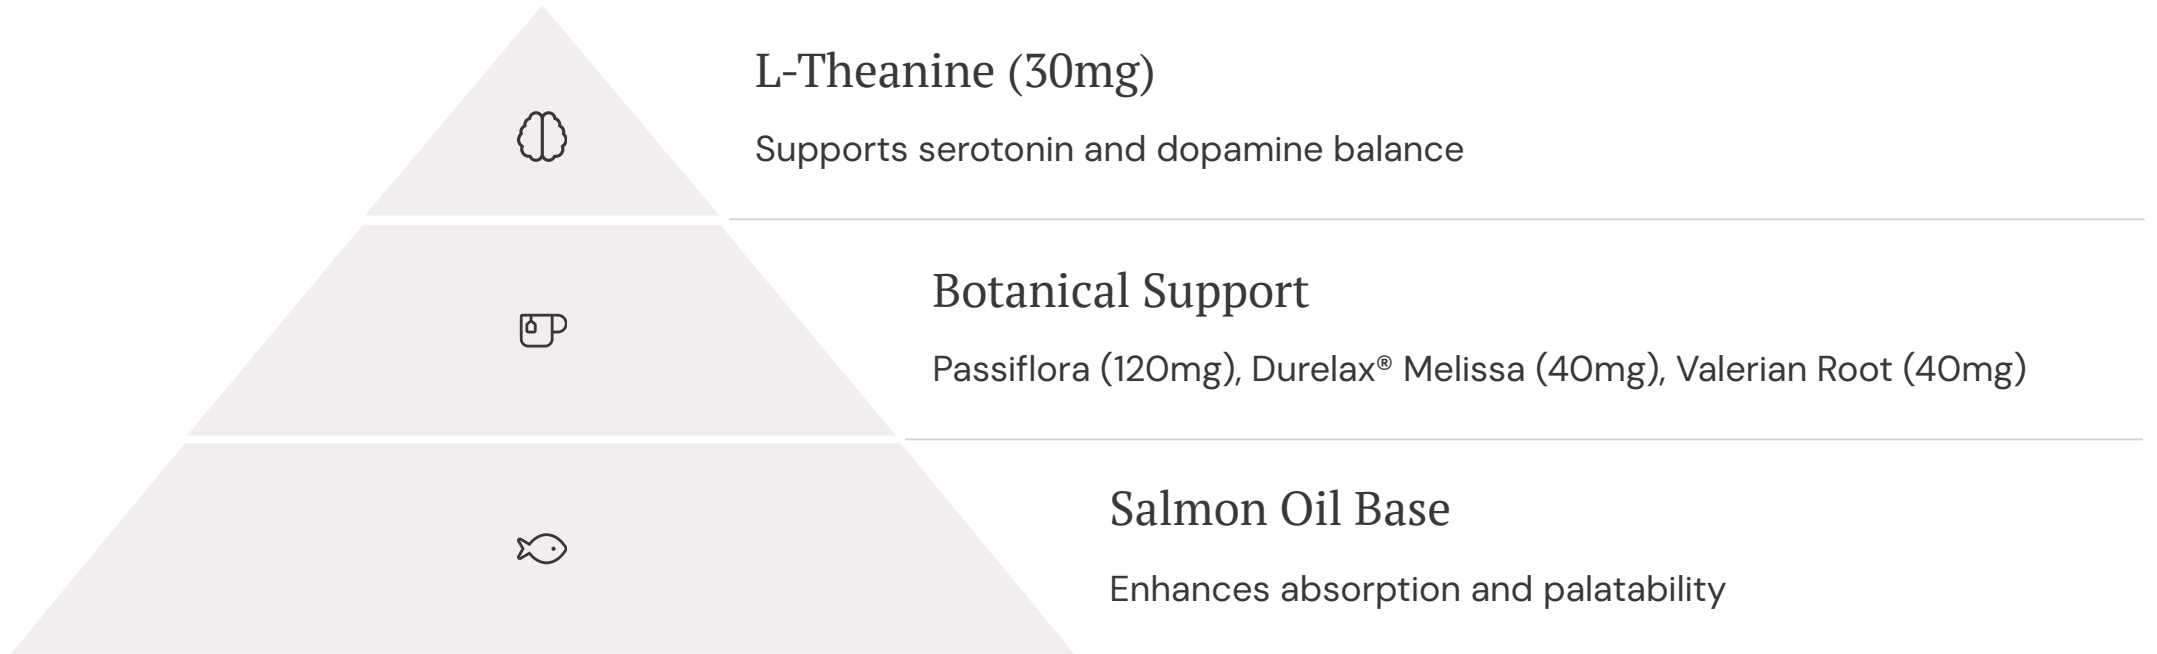 L-Theanine (30mg)
Supports serotonin and dopamine balance
Botanical Support
Passiflora (120mg), Durelax® Melissa (40mg), Valerian Root (40mg)
Salmon Oil Base
Enhances absorption and palatability